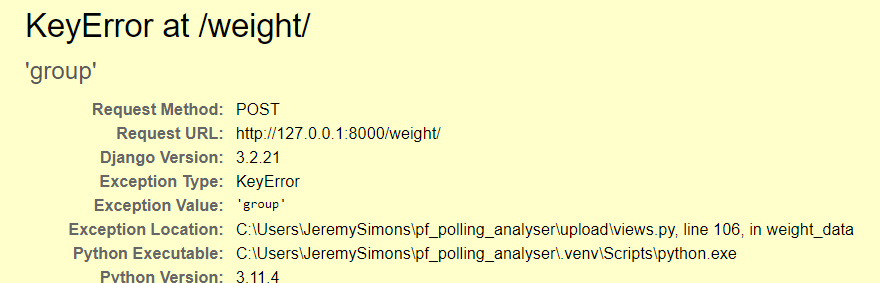 KeyError at /weight/
'group'
Request Method: POST
Request URL: http://127.0.0.1:8000/weight/
Django Version: 3.2.21
Exception Type: KeyError
Exception Value: 'group'
Exception Location: C:\Users\JeremySimons\pf_polling_analyser\upload\views.py, line 106, in weight_data
Python Executable: C:\Users\JeremySimons\pf_polling_analyser\.venv\Scripts\python.exe
Python Version: 3.11.4